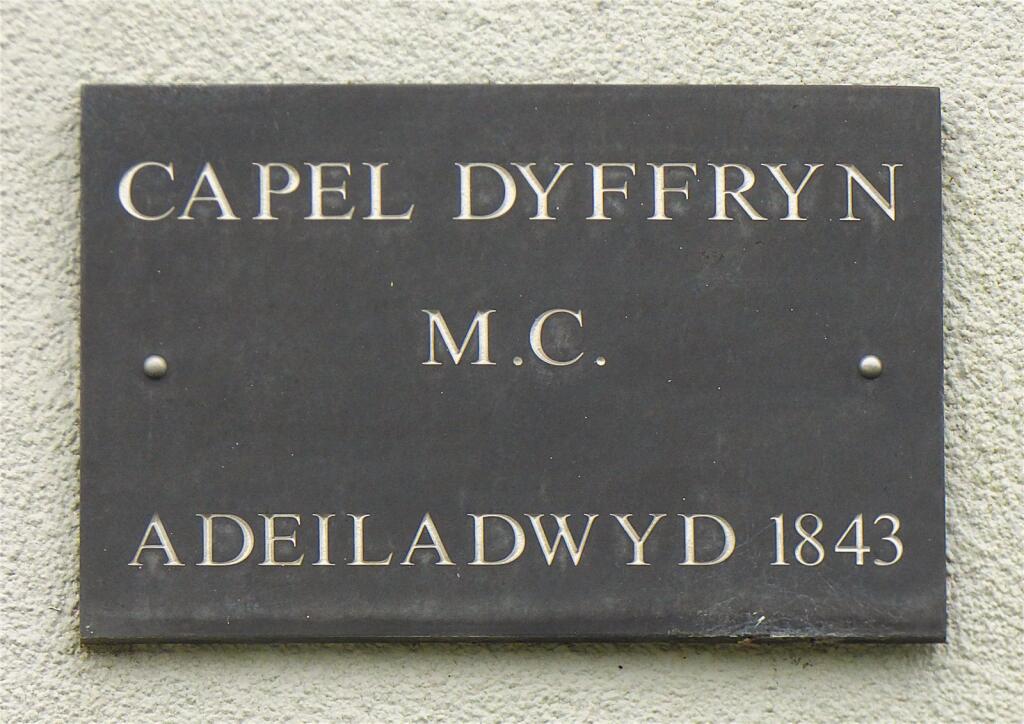 CAPEL DYFFRYN
M.C.
ADEILADWYD 1843